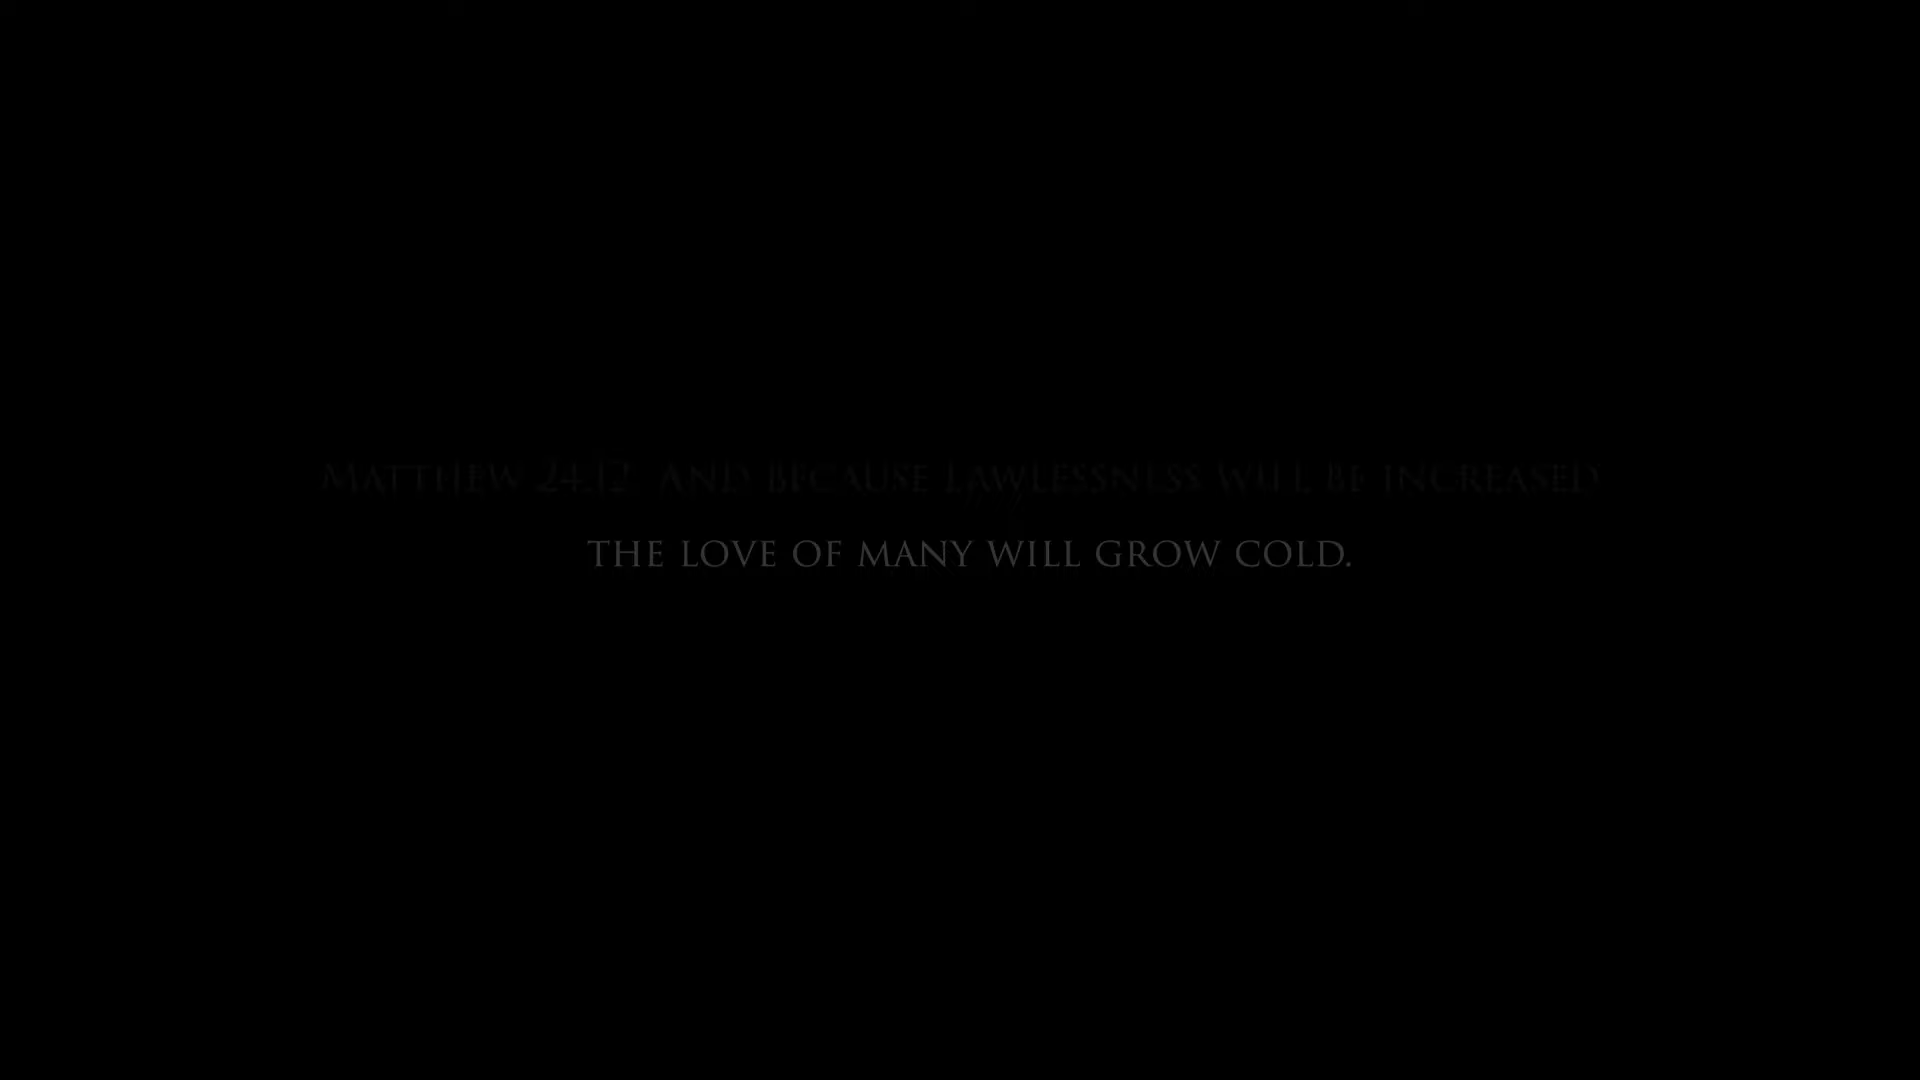 MATTHEW 24:12. AND BECAUSE LAWLESSNESS WILL BE INCREASED
THE LOVE OF MANY WILL GROW COLD.